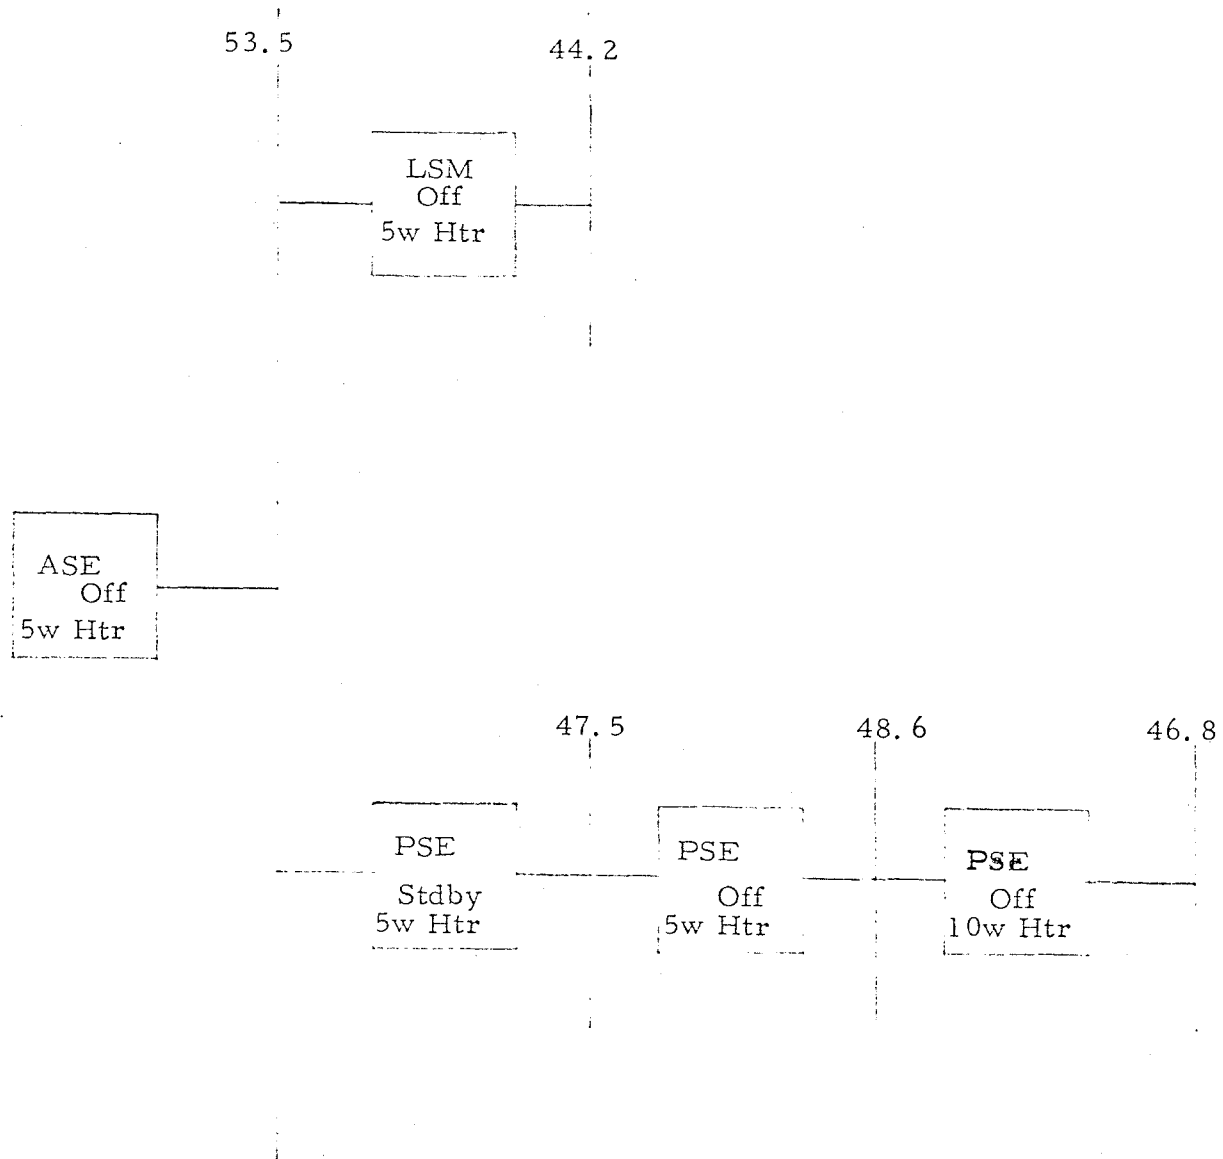 53.5
44.2
LSM
Off
5w Htr
ASE
Off
5w Htr
47.5
48.6
46.8
PSE
Stdby
5w Htr
PSE
Off
5w Htr
PSE
Off
10w Htr